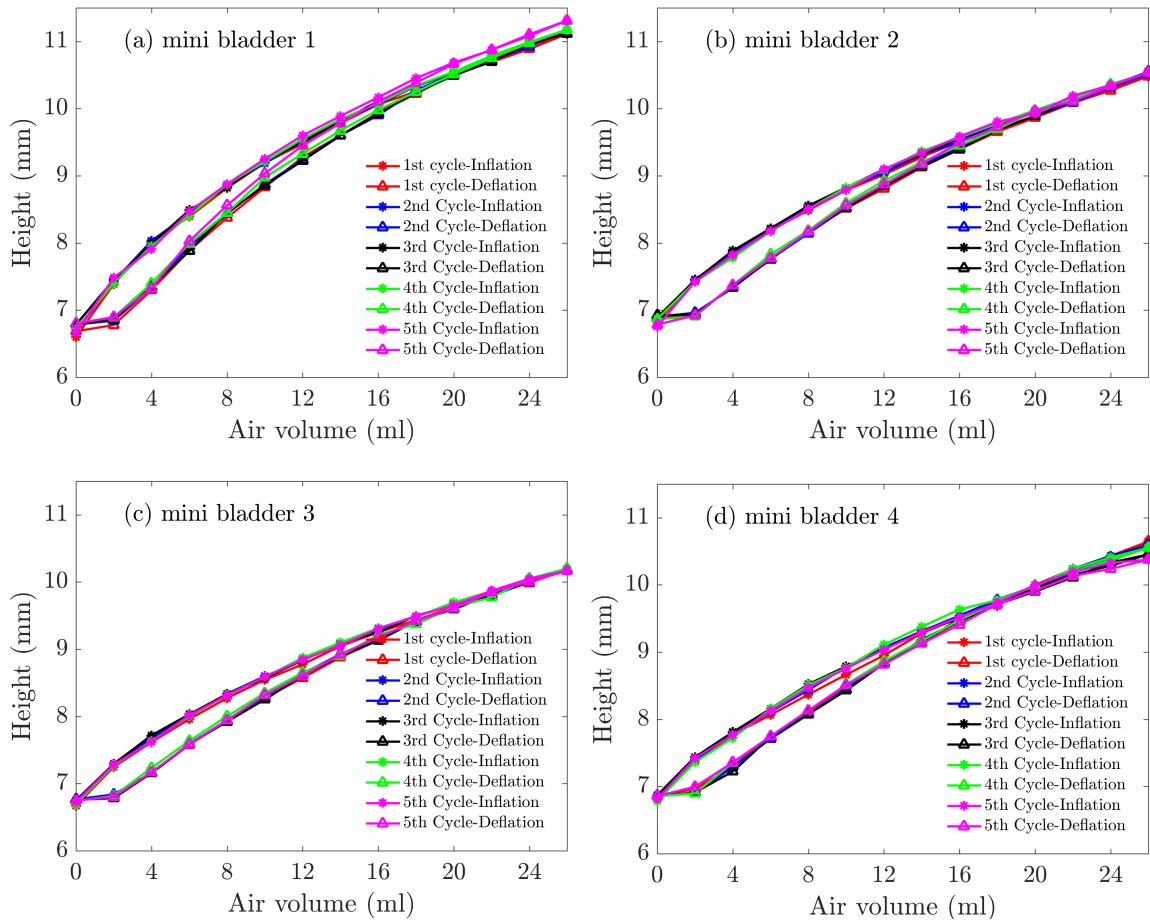 (a) mini bladder 1
Height (mm)
11
10
9
8
7
6
1st cycle-Inflation
1st cycle-Deflation
2nd Cycle-Inflation
2nd Cycle-Deflation
3rd Cycle-Inflation
3rd Cycle-Deflation
4th Cycle-Inflation
4th Cycle-Deflation
5th Cycle-Inflation
5th Cycle-Deflation
0 4 8 12 16 20 24
Air volume (ml)
(b) mini bladder 2
Height (mm)
11
10
9
8
7
6
1st cycle-Inflation
1st cycle-Deflation
2nd Cycle-Inflation
2nd Cycle-Deflation
3rd Cycle-Inflation
3rd Cycle-Deflation
4th Cycle-Inflation
4th Cycle-Deflation
5th Cycle-Inflation
5th Cycle-Deflation
0 4 8 12 16 20 24
Air volume (ml)
(c) mini bladder 3
Height (mm)
11
10
9
8
7
6
1st cycle-Inflation
1st cycle-Deflation
2nd Cycle-Inflation
2nd Cycle-Deflation
3rd Cycle-Inflation
3rd Cycle-Deflation
4th Cycle-Inflation
4th Cycle-Deflation
5th Cycle-Inflation
5th Cycle-Deflation
0 4 8 12 16 20 24
Air volume (ml)
(d) mini bladder 4
Height (mm)
11
10
9
8
7
6
1st cycle-Inflation
1st cycle-Deflation
2nd Cycle-Inflation
2nd Cycle-Deflation
3rd Cycle-Inflation
3rd Cycle-Deflation
4th Cycle-Inflation
4th Cycle-Deflation
5th Cycle-Inflation
5th Cycle-Deflation
0 4 8 12 16 20 24
Air volume (ml)